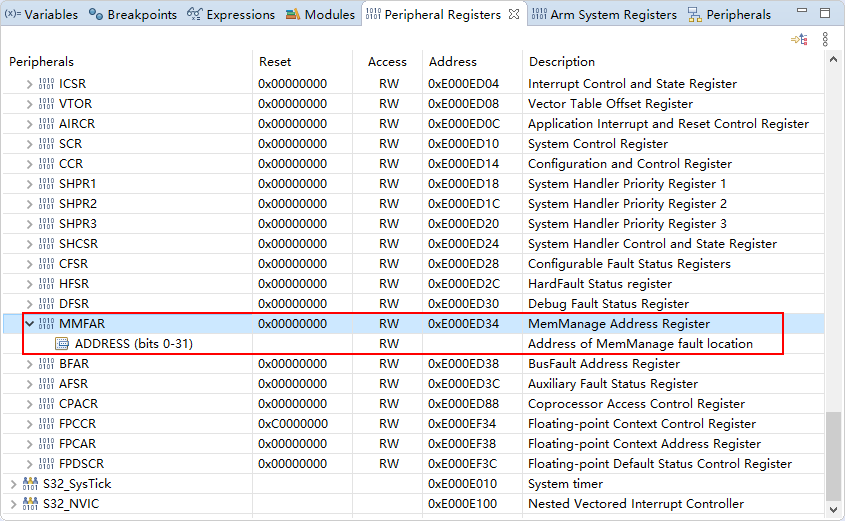 (x)= Variables Breakpoints Expressions Modules Peripheral Registers Arm System Registers Peripherals
Peripherals Reset Access Address Description
ICSR 0x00000000 RW 0xE000ED04 Interrupt Control and State Register
VTOR 0x00000000 RW 0xE000ED08 Vector Table Offset Register
AIRCR 0x00000000 RW 0xE000ED0C Application Interrupt and Reset Control Register
SCR 0x00000000 RW 0xE000ED10 System Control Register
CCR 0x00000000 RW 0xE000ED14 Configuration and Control Register
SHPR1 0x00000000 RW 0xE000ED18 System Handler Priority Register 1
SHPR2 0x00000000 RW 0xE000ED1C System Handler Priority Register 2
SHPR3 0x00000000 RW 0xE000ED20 System Handler Priority Register 3
SHCSR 0x00000000 RW 0xE000ED24 System Handler Control and State Register
CFSR 0x00000000 RW 0xE000ED28 Configurable Fault Status Registers
HFSR 0x00000000 RW 0xE000ED2C HardFault Status register
DFSR 0x00000000 RW 0xE000ED30 Debug Fault Status Register
MMFAR 0x00000000 RW 0xE000ED34 MemManage Address Register
ADDRESS (bits 0-31) RW Address of MemManage fault location
BFAR 0x00000000 RW 0xE000ED38 BusFault Address Register
AFSR 0x00000000 RW 0xE000ED3C Auxiliary Fault Status Register
CPACR 0x00000000 RW 0xE000ED88 Coprocessor Access Control Register
FPCCR 0xC0000000 RW 0xE000EF34 Floating-point Context Control Register
FPCAR 0x00000000 RW 0xE000EF38 Floating-point Context Address Register
FPDSCR 0x00000000 RW 0xE000EF3C Floating-point Default Status Control Register
S32_SysTick 0xE000E010 System timer
S32_NVIC 0xE000E100 Nested Vectored Interrupt Controller